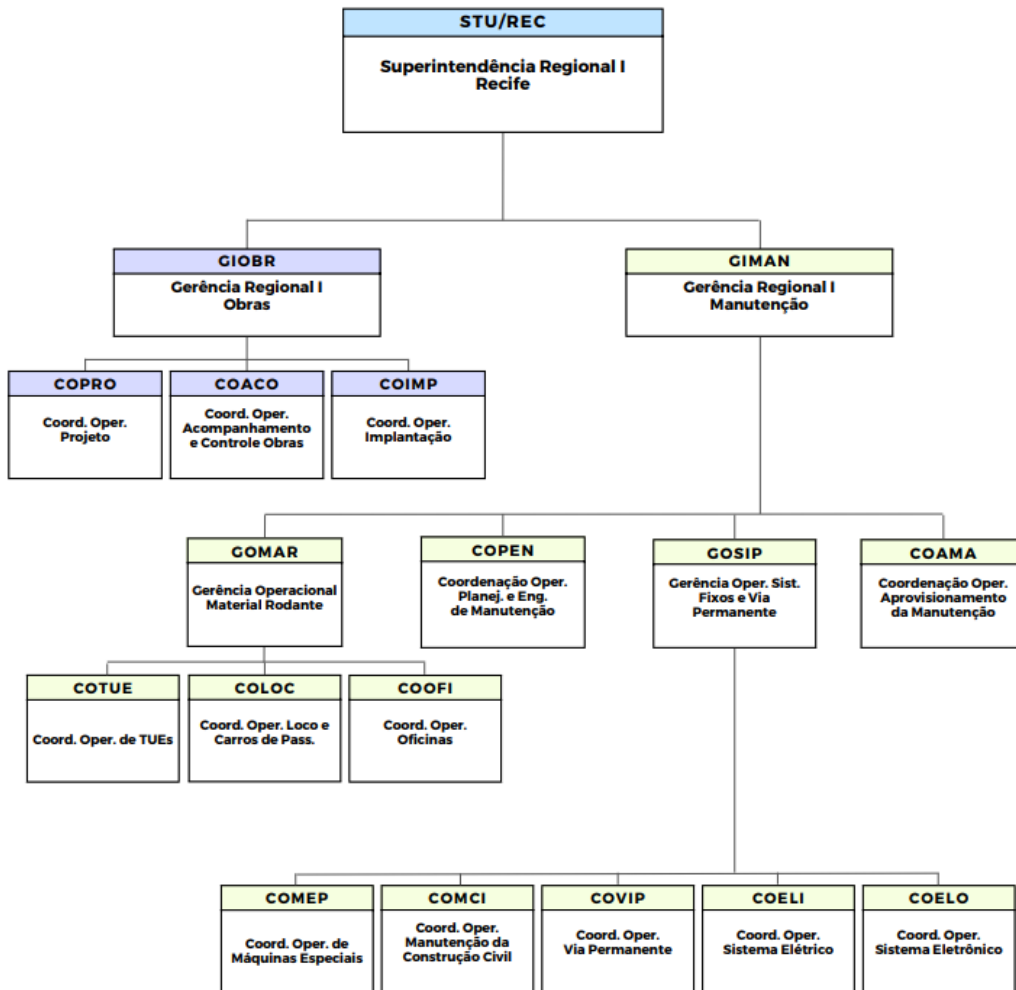 STU/REC
Superintendência Regional I
Recife
GIOBR
Gerência Regional I
Obras
GIMAN
Gerência Regional I
Manutenção
COPRO
Coord. Oper.
Projeto
COACO
Coord. Oper.
Acompanhamento
e Controle Obras
COIMP
Coord. Oper.
Implantação
GOMAR
Gerência Operacional
Material Rodante
COPEN
Coordenação Oper.
Planej. e Eng.
de Manutenção
GOSIP
Gerência Oper. Sist.
Fixos e Via
Permanente
COAMA
Coordenação Oper.
Aprovisionamento
da Manutenção
COTUE
Coord. Oper. de TUEs
COLOC
Coord. Oper. Loco e
Carros de Pass.
COOFI
Coord. Oper.
Oficinas
COMEP
Coord. Oper. de
Máquinas Especiais
COMCI
Coord. Oper.
Manutenção da
Construção Civil
COVIP
Coord. Oper.
Via Permanente
COELI
Coord. Oper.
Sistema Elétrico
COELO
Coord. Oper.
Sistema Eletrônico